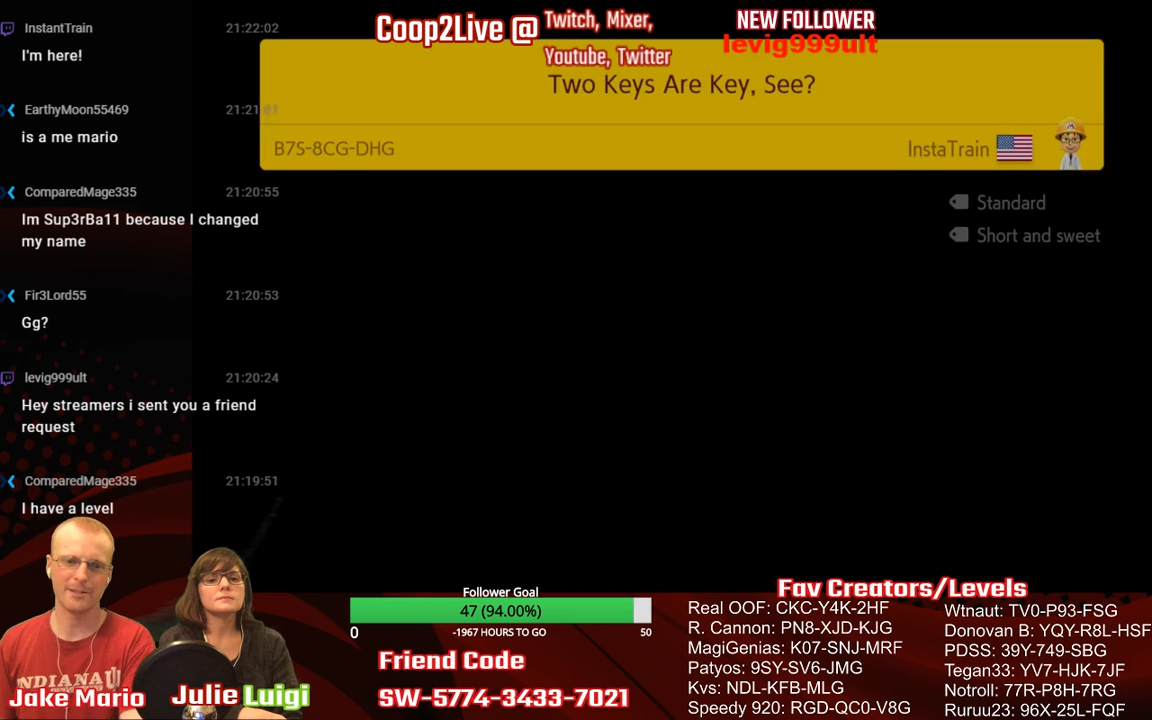 InstantTrain 21:22:02
I'm here!
EarthyMoon55469 21:21:
is a me mario
ComparedMage335 21:20:55
Im Sup3rBa11 because I changed
my name
Fir3Lord55 21:20:53
Gg?
levig999ult 21:20:24
Hey streamers i sent you a friend
request
ComparedMage335 21:19:51
I have a level
Coop2Live @ Twitch, Mixer,
Youtube, Twitter
NEW FOLLOWER
levig999ult
Two Keys Are Key, See?
B7S-8CG-DHG InstaTrain
Standard
Short and sweet
NDIANA
Jake Mario Julie Luigi
Follower Goal
47 (94.00%)
0 -1967 HOURS TO GO 50
Friend Code
SW-5774-3433-7021
Fav Creators/Levels
Real OOF: CKC-Y4K-2HF
R. Cannon: PN8-XJD-KJG
MagiGenias: K07-SNJ-MRF
Patyos: 9SY-SV6-JMG
Kvs: NDL-KFB-MLG
Speedy 920: RGD-QC0-V8G
Wtnaut: TV0-P93-FSG
Donovan B: YQY-R8L-HSF
PDSS: 39Y-749-SBG
Tegan33: YV7-HJK-7JF
Notroll: 77R-P8H-7RG
Ruruu23: 96X-25L-FQF